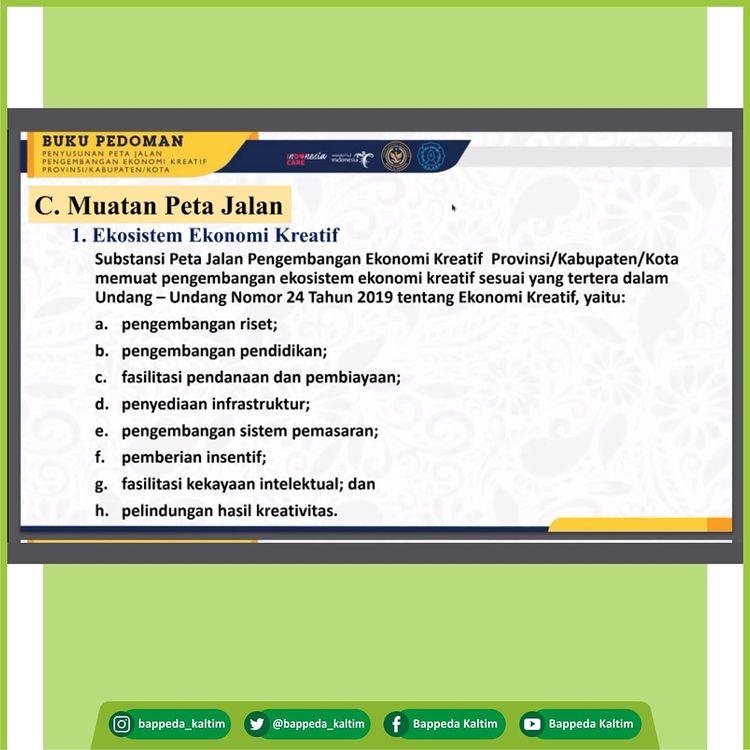 BUKU PEDOMAN
PENYUSUNAN PETA JALAN
PENGEMBANGAN EKONOMI KREATIF
PROVINSI/KABUPATEN/KOTA
INDONESIA
CARE
wonderful
indonesia
C. Muatan Peta Jalan
1. Ekosistem Ekonomi Kreatif
Substansi Peta Jalan Pengembangan Ekonomi Kreatif Provinsi/Kabupaten/Kota
memuat pengembangan ekosistem ekonomi kreatif sesuai yang tertera dalam
Undang – Undang Nomor 24 Tahun 2019 tentang Ekonomi Kreatif, yaitu:
a. pengembangan riset;
b. pengembangan pendidikan;
c. fasilitasi pendanaan dan pembiayaan;
d. penyediaan infrastruktur;
e. pengembangan sistem pemasaran;
f. pemberian insentif;
g. fasilitasi kekayaan intelektual; dan
h. pelindungan hasil kreativitas.
bappeda_kaltim @bappeda_kaltim Bappeda Kaltim Bappeda Kaltim